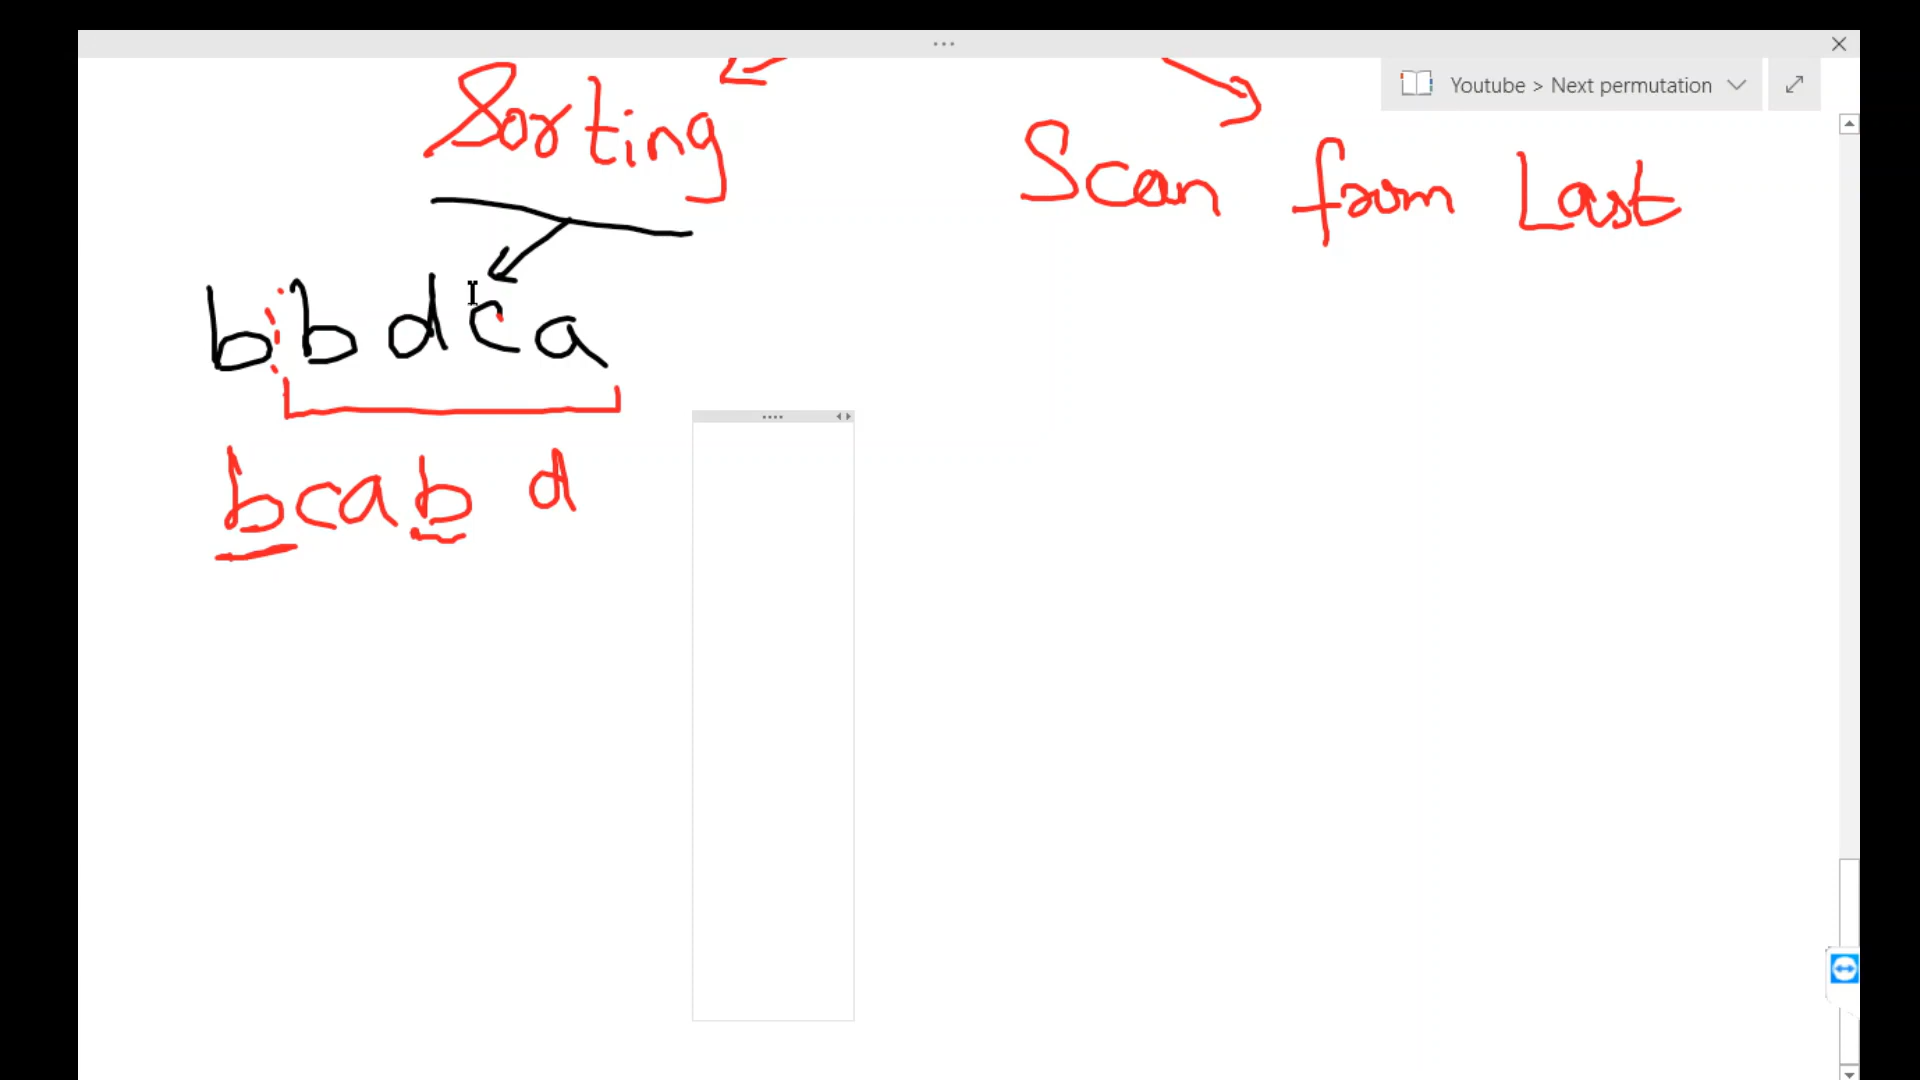 Youtube > Next permutation
Sorting
Scan from Last
bbdca
bcab d